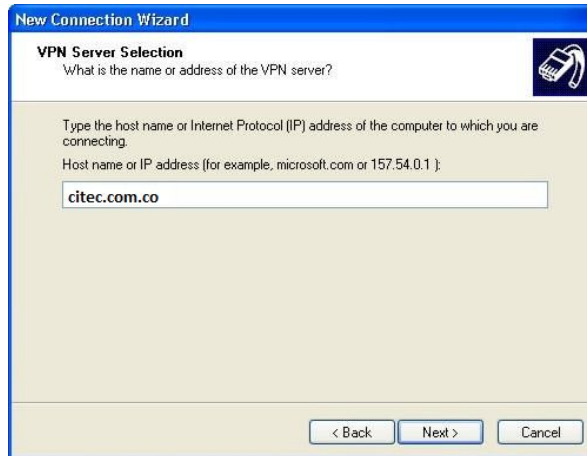 New Connection Wizard
VPN Server Selection
What is the name or address of the VPN server?
Type the host name or Internet Protocol (IP) address of the computer to which you are
connecting.
Host name or IP address (for example, microsoft.com or 157.54.0.1 ):
citec.com.co
< Back Next > Cancel